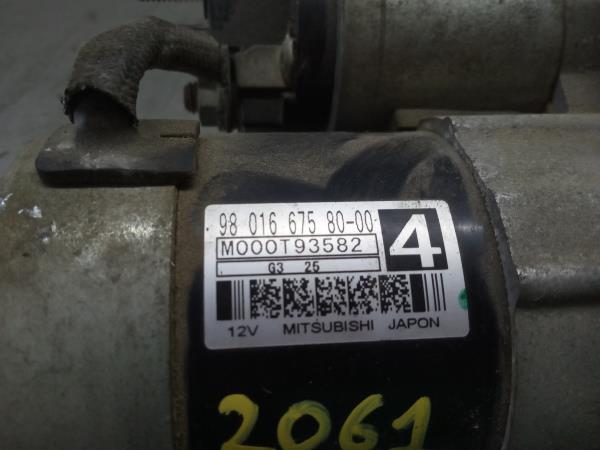 98 016 675 80-00
M000T93582
4
G3 25
12V MITSUBISHI JAPON
2061